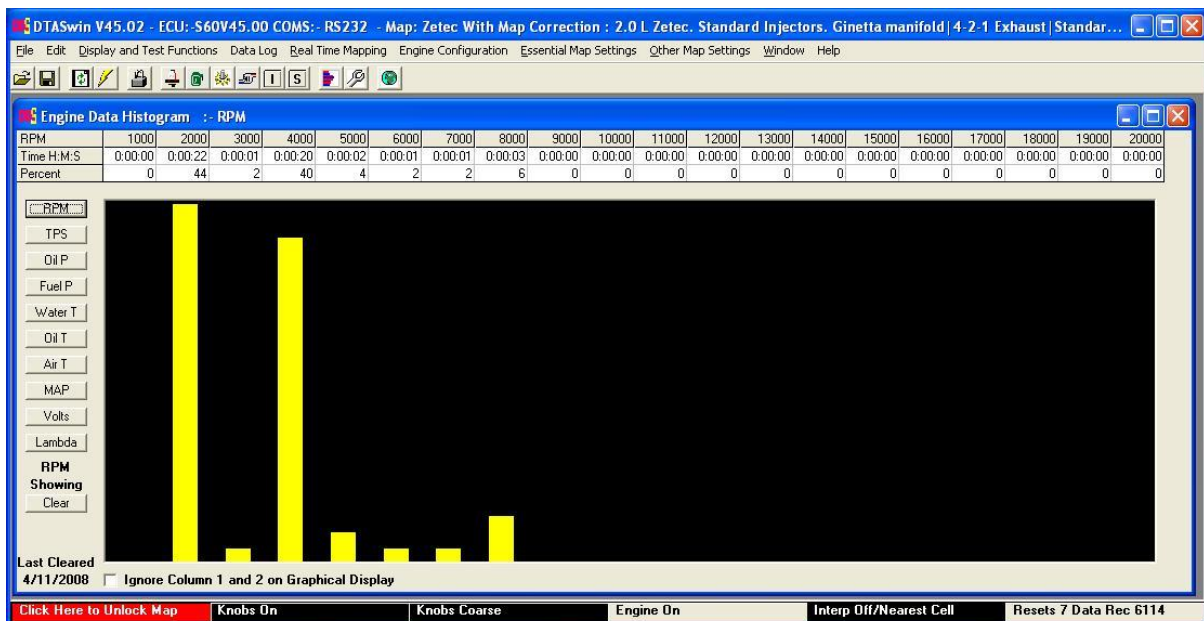 DTASwin V45.02 - ECU:-S60V45.00 COMS:- RS232 - Map: Zetec With Map Correction : 2.0 L Zetec. Standard Injectors. Ginetta manifold|4-2-1 Exhaust|Standar...
File Edit Display and Test Functions Data Log Real Time Mapping Engine Configuration Essential Map Settings Other Map Settings Window Help
I S
Engine Data Histogram :- RPM
RPM 1000 2000 3000 4000 5000 6000 7000 8000 9000 10000 11000 12000 13000 14000 15000 16000 17000 18000 19000 20000
Time H:M:S 0:00:00 0:00:22 0:00:01 0:00:20 0:00:02 0:00:01 0:00:01 0:00:03 0:00:00 0:00:00 0:00:00 0:00:00 0:00:00 0:00:00 0:00:00 0:00:00 0:00:00 0:00:00 0:00:00 0:00:00
Percent 0 44 2 40 4 2 2 6 0 0 0 0 0 0 0 0 0 0 0 0
RPM
TPS
Oil P
Fuel P
Water T
Oil T
Air T
MAP
Volts
Lambda
RPM
Showing
Clear
Last Cleared
4/11/2008 Ignore Column 1 and 2 on Graphical Display
Click Here to Unlock Map Knobs On Knobs Coarse Engine On Interp Off/Nearest Cell Resets 7 Data Rec 6114